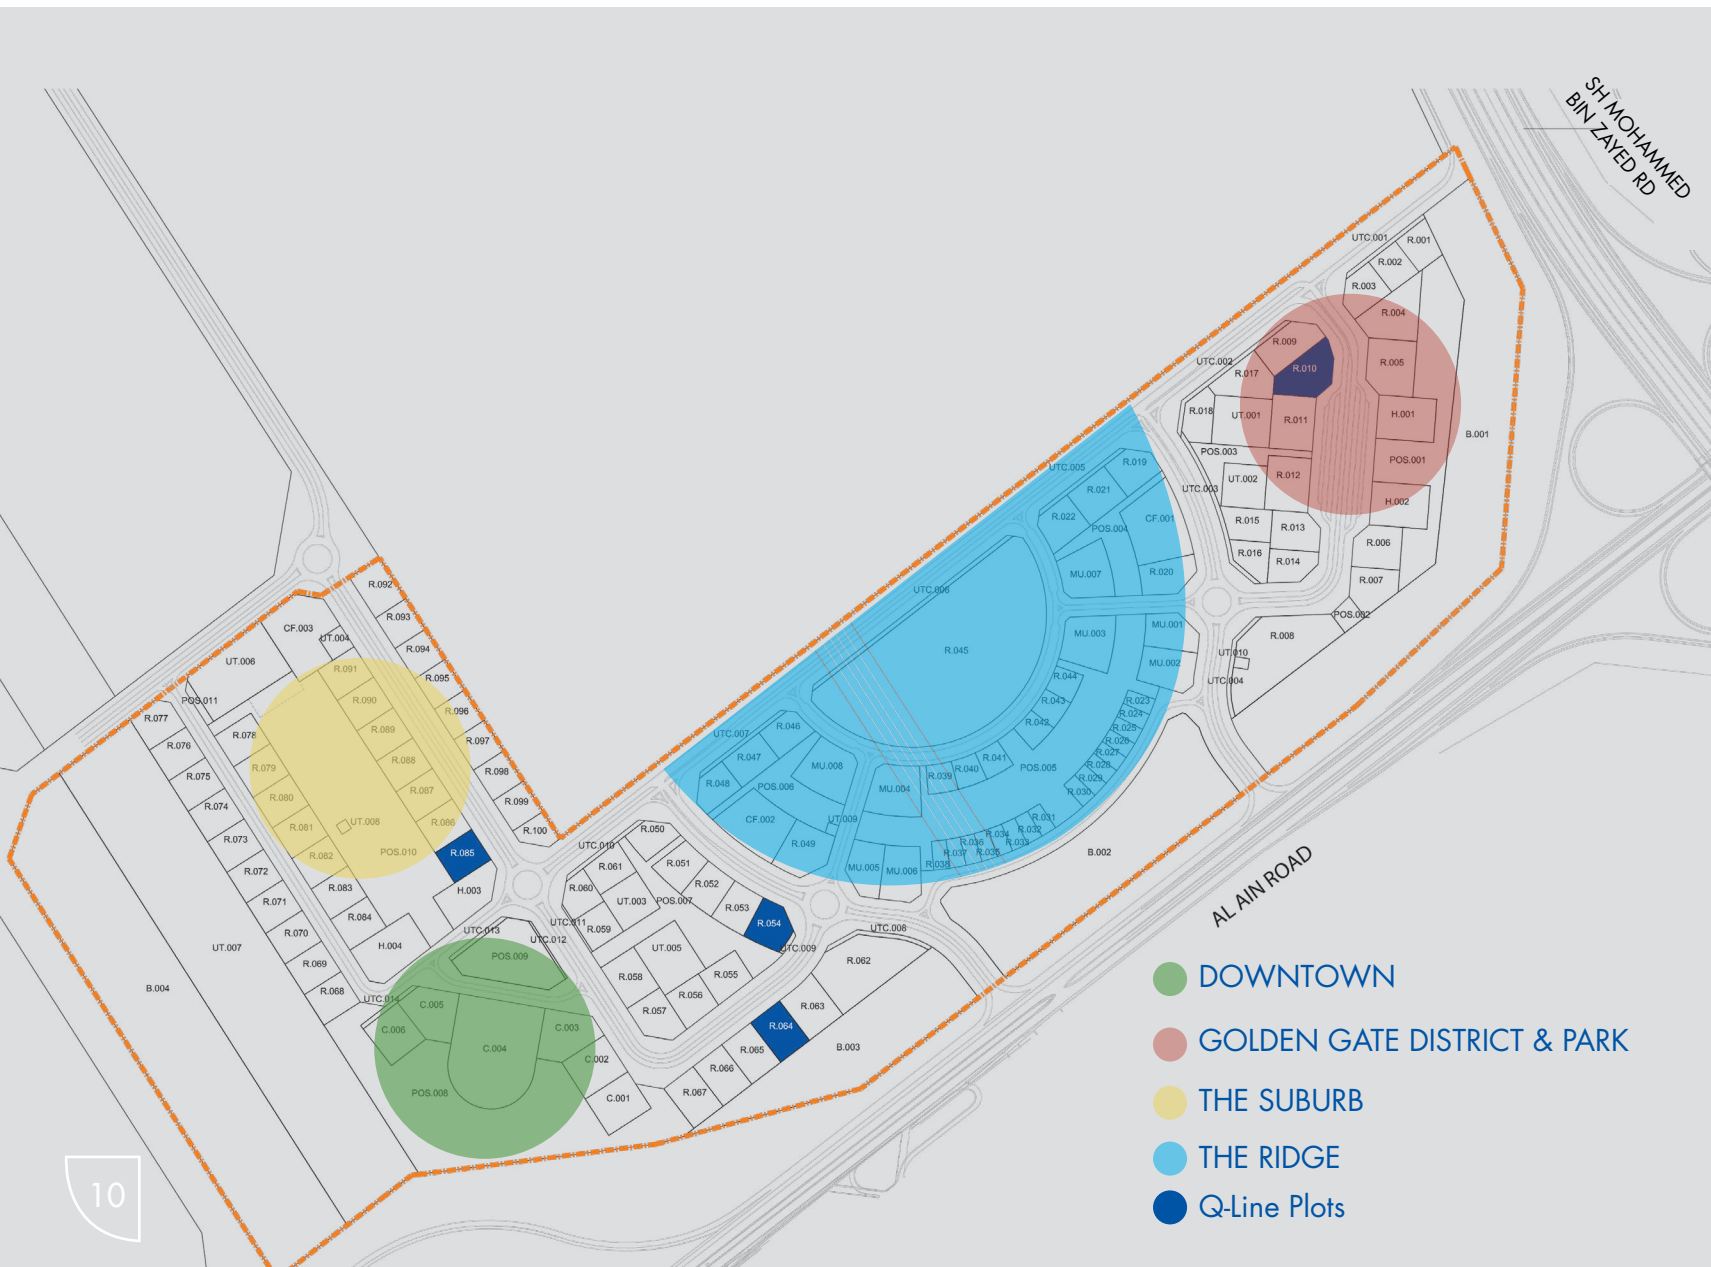 SH MOHAMMED
BIN ZAYED RD
UTC.001
R.001
R.002
R.003
R.004
R.009
UTC.002
R.017
R.010
R.005
R.018
UT.001
R.011
H.001
B.001
POS.003
POS.001
UTC.005
R.019
UTC.003
UT.002
R.012
R.021
H.002
R.022
POS.004
CF.001
R.015
R.013
R.006
R.016
R.014
MU.007
R.020
R.007
UTC.006
POS.002
MU.001
MU.003
R.008
R.045
UT.010
MU.002
UTC.004
R.044
R.043
R.042
R.023
R.024
R.025
R.026
R.027
R.028
R.029
R.030
R.046
UTC.007
R.047
R.048
MU.008
POS.006
R.041
R.040
R.039
POS.005
MU.004
CF.002
UT.009
R.049
R.031
R.032
R.033
R.034
R.035
R.036
R.037
R.038
MU.005
MU.006
B.002
R.092
R.093
CF.003
UT.004
R.094
UT.006
R.091
R.095
POS.011
R.090
R.096
R.077
R.078
R.089
R.097
R.076
R.088
R.098
R.079
R.075
R.087
R.099
R.080
R.074
R.086
R.100
R.081
UT.008
R.073
R.082
POS.010
R.085
R.072
R.083
H.003
R.071
R.084
R.070
H.004
UT.007
R.069
R.068
B.004
UTC.010
R.050
R.061
R.051
R.060
R.052
UT.003
POS.007
R.053
R.054
UTC.011
R.059
UTC.013
UTC.012
UTC.009
UTC.008
POS.009
UT.005
R.062
R.058
R.055
R.056
R.057
R.063
R.064
UTC.014
C.005
C.006
C.004
C.003
C.002
R.065
B.003
R.066
R.067
C.001
POS.008
AL AIN ROAD
DOWNTOWN
GOLDEN GATE DISTRICT & PARK
THE SUBURB
THE RIDGE
Q-Line Plots
10